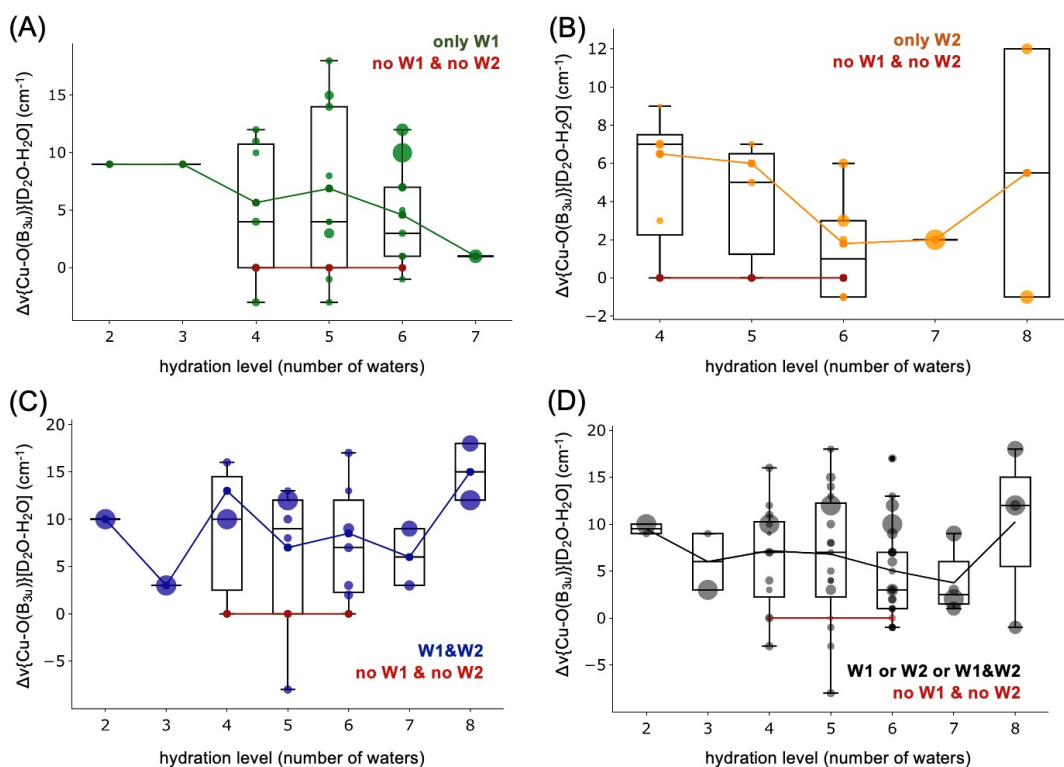 (A)
only W1
no W1 & no W2
Δν{Cu-O(B3u)}[D2O-H2O] (cm-1)
15
10
5
0
2 3 4 5 6 7
hydration level (number of waters)
(B)
only W2
no W1 & no W2
Δν{Cu-O(B3u)}[D2O-H2O] (cm-1)
12
10
8
6
4
2
0
−2
4 5 6 7 8
hydration level (number of waters)
(C)
Δν{Cu-O(B3u)}[D2O-H2O] (cm-1)
20
15
10
5
0
−5
W1&W2
no W1 & no W2
2 3 4 5 6 7 8
hydration level (number of waters)
(D)
Δν{Cu-O(B3u)}[D2O-H2O] (cm-1)
20
15
10
5
0
−5
W1 or W2 or W1&W2
no W1 & no W2
2 3 4 5 6 7 8
hydration level (number of waters)